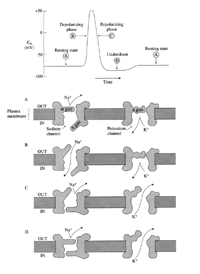 +50
Depolarizing
phase
B
Repolarizing
phase
C
Em
(mV)
0
Resting state
A
Undershoot
D
Resting state
A
-50
-100
Time
A
Na+
Plasma
membrane
OUT
IN
Sodium
channel
Potassium
channel
K+
B
Na+
OUT
IN
K+
C
Na+
OUT
IN
K+
D
Na+
OUT
IN
K+